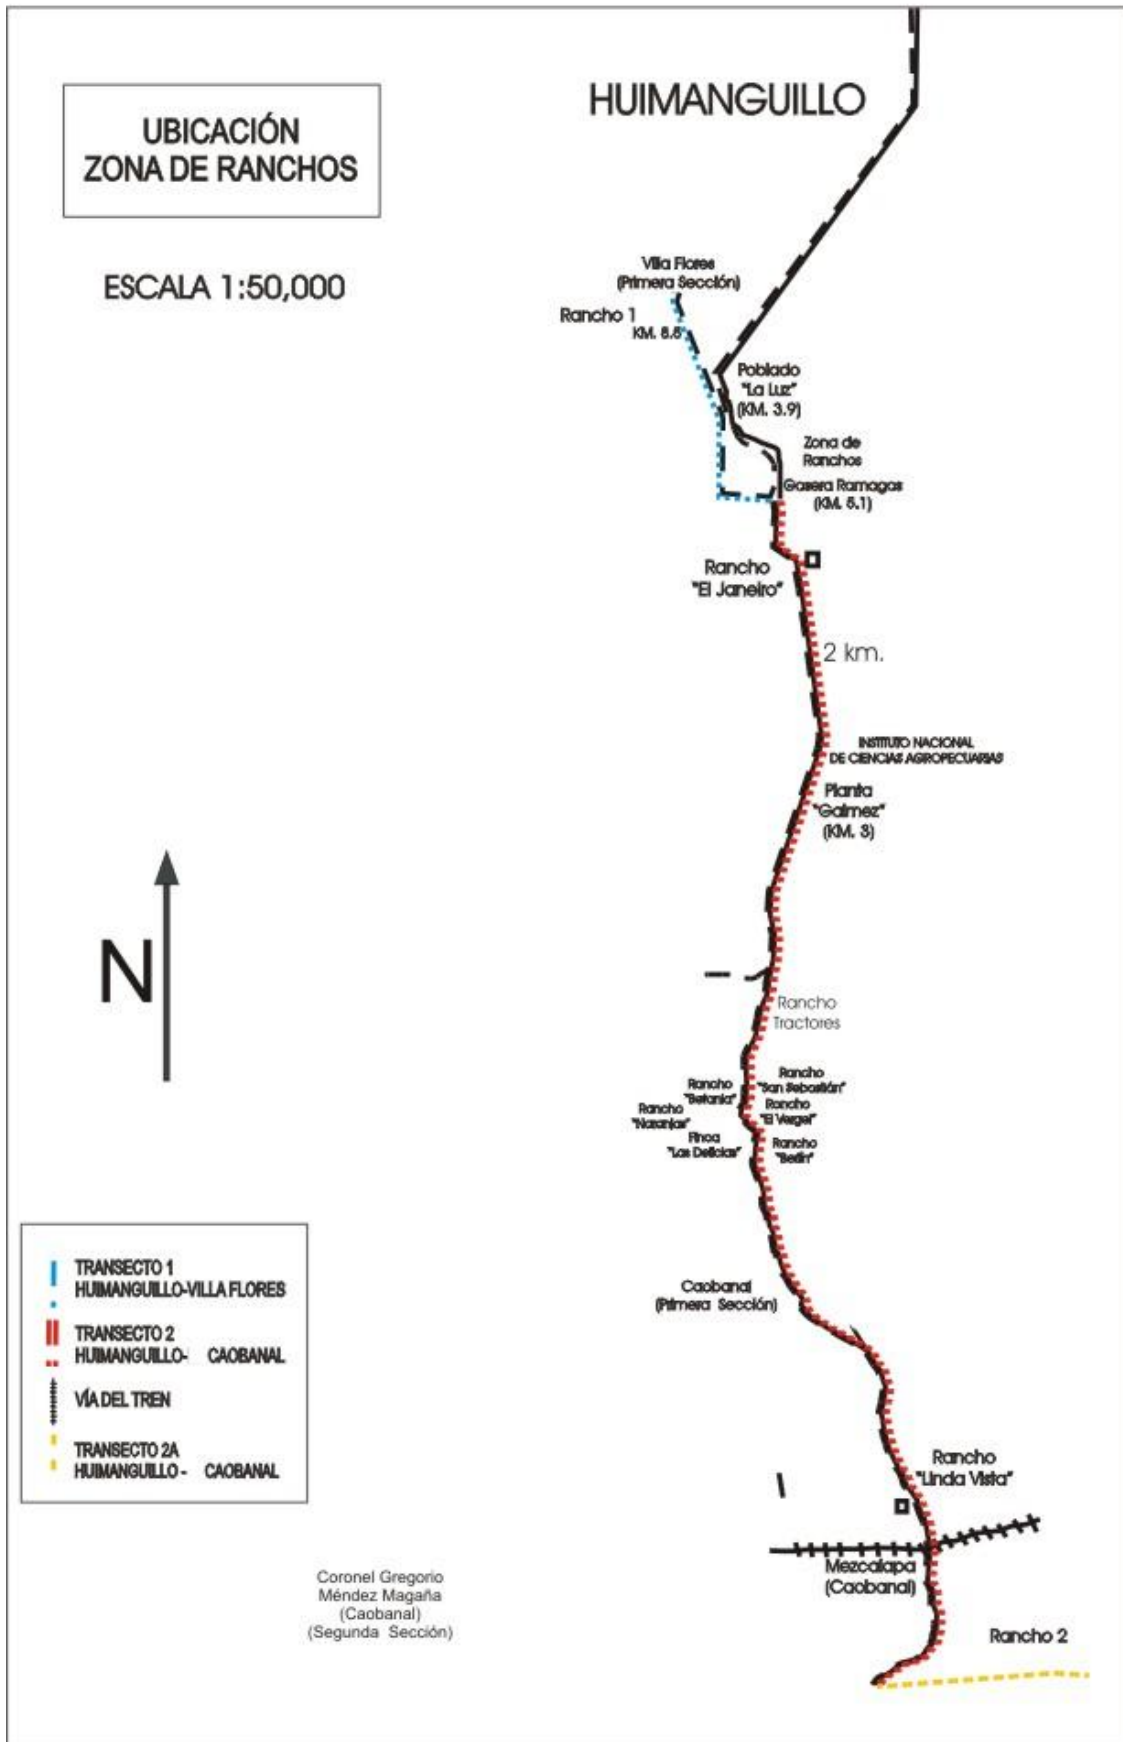 HUIMANGUILLO
UBICACIÓN
ZONA DE RANCHOS
ESCALA 1:50,000
Villa Flores
(Primera Sección)
Rancho 1
KM. 8.8
Poblado
"La Luz"
(KM. 3.9)
Zona de
Ranchos
Gasera Ramagas
(KM. 5.1)
Rancho
"El Janeiro"
2 km.
INSTITUTO NACIONAL
DE CIENCIAS AGROPECUARIAS
Planta
"Galmez"
(KM. 3)
N
Rancho
Tractores
Rancho
"San Sebastián"
Rancho
"Betania"
Rancho
"El Vergel"
Rancho
"Naranjas"
Finca
"Las Delicias"
Rancho
"Berlín"
Caobanal
(Primera Sección)
TRANSECTO 1
HUIMANGUILLO-VILLA FLORES
TRANSECTO 2
HUIMANGUILLO- CAOBANAL
VÍA DEL TREN
TRANSECTO 2A
HUIMANGUILLO - CAOBANAL
Rancho
"Linda Vista"
Mezcalapa
(Caobanal)
Coronel Gregorio
Méndez Magaña
(Caobanal)
(Segunda Sección)
Rancho 2